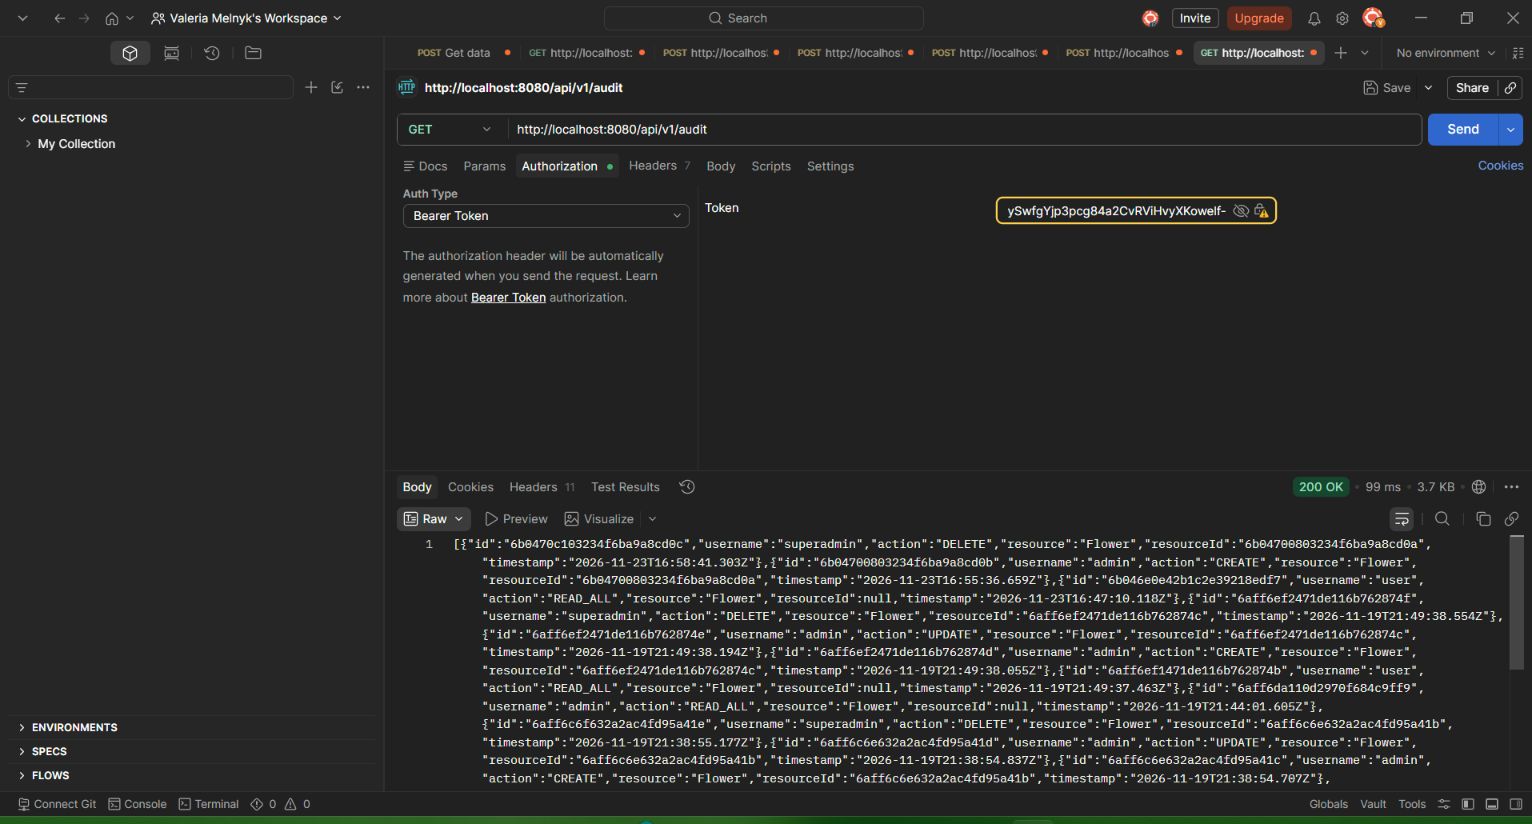 Valeria Melnyk's Workspace
Search
Invite
Upgrade
POST Get data
GET http://localhost:
POST http://localhost:
POST http://localhost:
POST http://localhost:
POST http://localhost
GET http://localhost:
No environment
HTTP http://localhost:8080/api/v1/audit
Save
Share
COLLECTIONS
My Collection
GET
http://localhost:8080/api/v1/audit
Send
Docs
Params
Authorization
Headers 7
Body
Scripts
Settings
Cookies
Auth Type
Bearer Token
Token
ySwfgYjp3pcg84a2CvRViHvyXKowelf-
The authorization header will be automatically
generated when you send the request. Learn
more about Bearer Token authorization.
Body
Cookies
Headers 11
Test Results
200 OK
99 ms
3.7 KB
Raw
Preview
Visualize
1
[{"id":"6b0470c103234f6ba9a8cd0c","username":"superadmin","action":"DELETE","resource":"Flower","resourceId":"6b04700803234f6ba9a8cd0a",
"timestamp":"2026-11-23T16:58:41.303Z"},{"id":"6b04700803234f6ba9a8cd0b","username":"admin","action":"CREATE","resource":"Flower",
"resourceId":"6b04700803234f6ba9a8cd0a","timestamp":"2026-11-23T16:55:36.659Z"},{"id":"6b046e0e42b1c2e39218edf7","username":"user",
"action":"READ_ALL","resource":"Flower","resourceId":null,"timestamp":"2026-11-23T16:47:10.118Z"},{"id":"6aff6ef2471de116b762874f",
"username":"superadmin","action":"DELETE","resource":"Flower","resourceId":"6aff6ef2471de116b762874c","timestamp":"2026-11-19T21:49:38.554Z"},
{"id":"6aff6ef2471de116b762874e","username":"admin","action":"UPDATE","resource":"Flower","resourceId":"6aff6ef2471de116b762874c",
"timestamp":"2026-11-19T21:49:38.194Z"},{"id":"6aff6ef2471de116b762874d","username":"admin","action":"CREATE","resource":"Flower",
"resourceId":"6aff6ef2471de116b762874c","timestamp":"2026-11-19T21:49:38.055Z"},{"id":"6aff6ef1471de116b762874b","username":"user",
"action":"READ_ALL","resource":"Flower","resourceId":null,"timestamp":"2026-11-19T21:49:37.463Z"},{"id":"6aff6da110d2970f684c9ff9",
"username":"admin","action":"READ_ALL","resource":"Flower","resourceId":null,"timestamp":"2026-11-19T21:44:01.605Z"},
{"id":"6aff6c6f632a2ac4fd95a41e","username":"superadmin","action":"DELETE","resource":"Flower","resourceId":"6aff6c6e632a2ac4fd95a41b",
"timestamp":"2026-11-19T21:38:55.177Z"},{"id":"6aff6c6e632a2ac4fd95a41d","username":"admin","action":"UPDATE","resource":"Flower",
"resourceId":"6aff6c6e632a2ac4fd95a41b","timestamp":"2026-11-19T21:38:54.837Z"},{"id":"6aff6c6e632a2ac4fd95a41c","username":"admin",
"action":"CREATE","resource":"Flower","resourceId":"6aff6c6e632a2ac4fd95a41b","timestamp":"2026-11-19T21:38:54.707Z"},
ENVIRONMENTS
SPECS
FLOWS
Connect Git
Console
Terminal
0
0
Globals
Vault
Tools